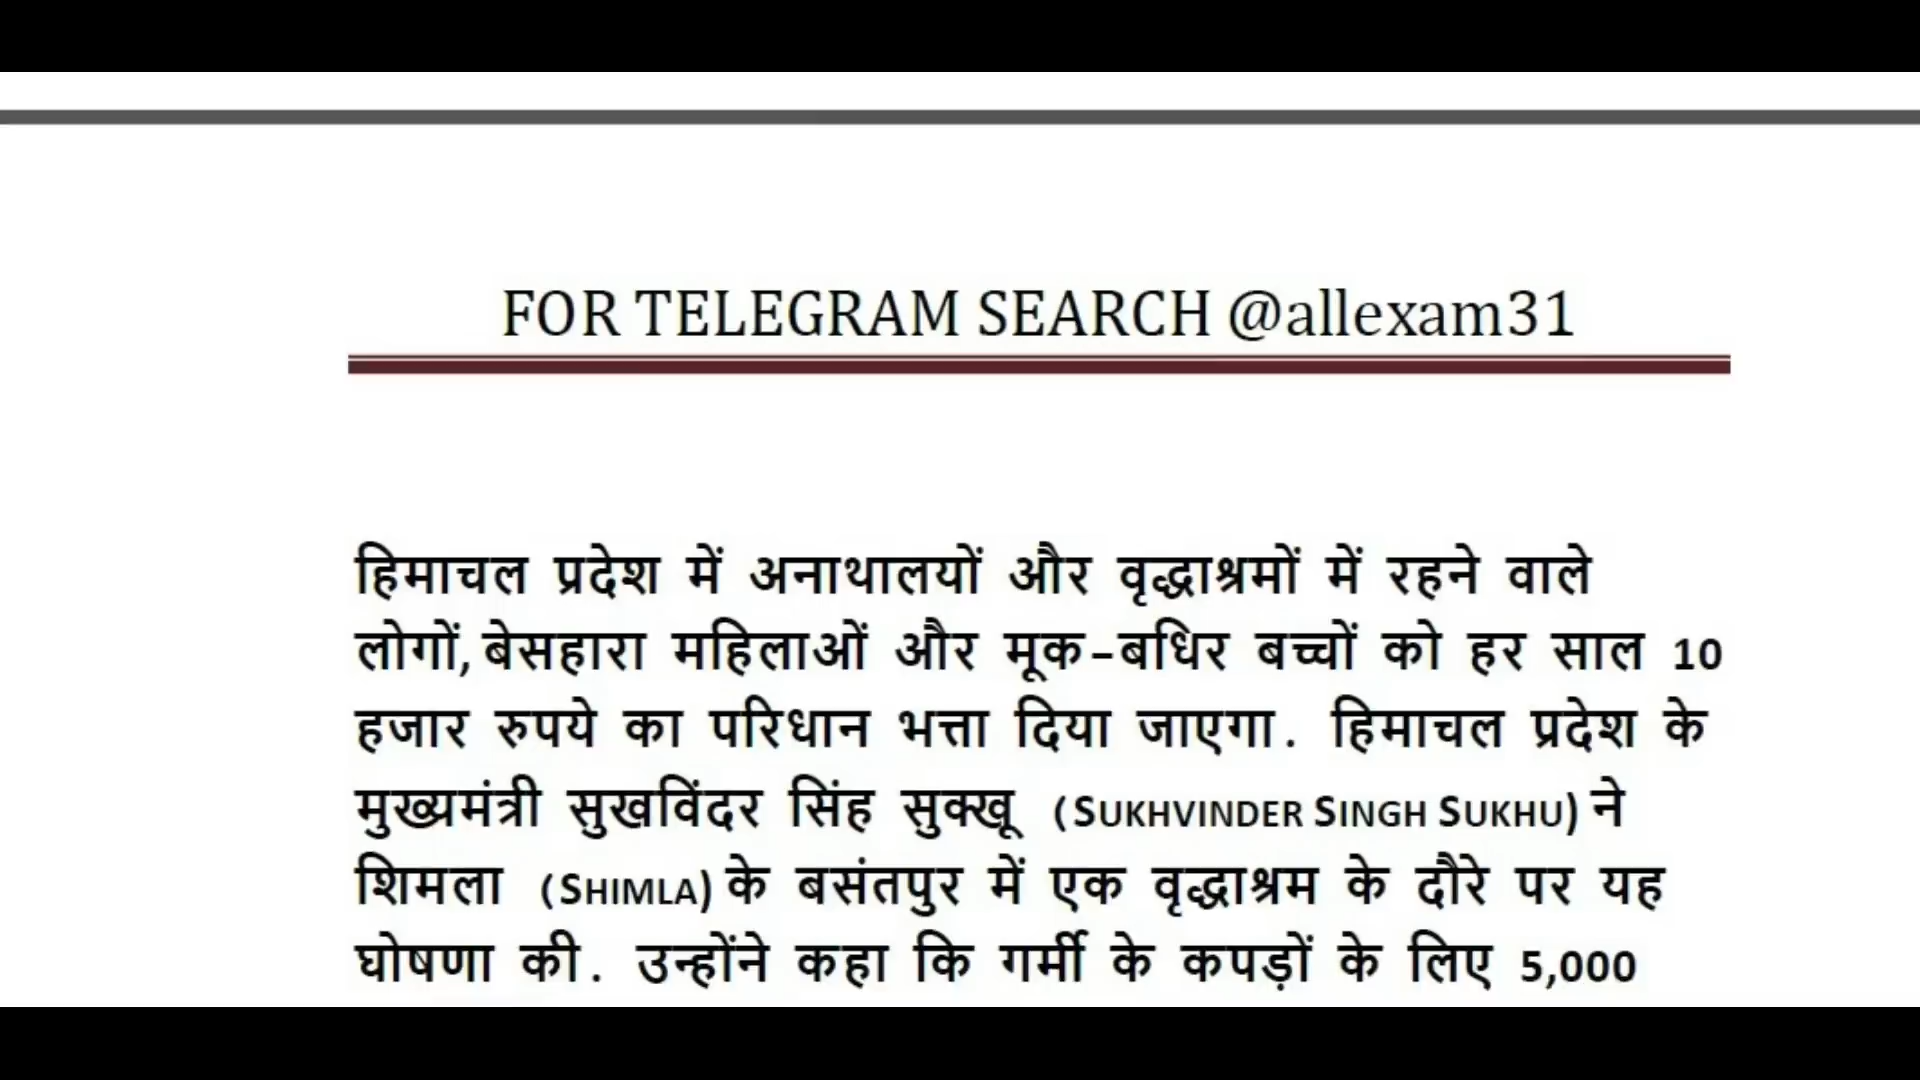 FOR TELEGRAM SEARCH @allexam31
हिमाचल प्रदेश में अनाथालयों और वृद्धाश्रमों में रहने वाले
लोगों, बेसहारा महिलाओं और मूक-बधिर बच्चों को हर साल 10
हजार रुपये का परिधान भत्ता दिया जाएगा. हिमाचल प्रदेश के
मुख्यमंत्री सुखविंदर सिंह सुक्खू (SUKHVINDER SINGH SUKHU) ने
शिमला (SHIMLA) के बसंतपुर में एक वृद्धाश्रम के दौरे पर यह
घोषणा की. उन्होंने कहा कि गर्मी के कपड़ों के लिए 5,000